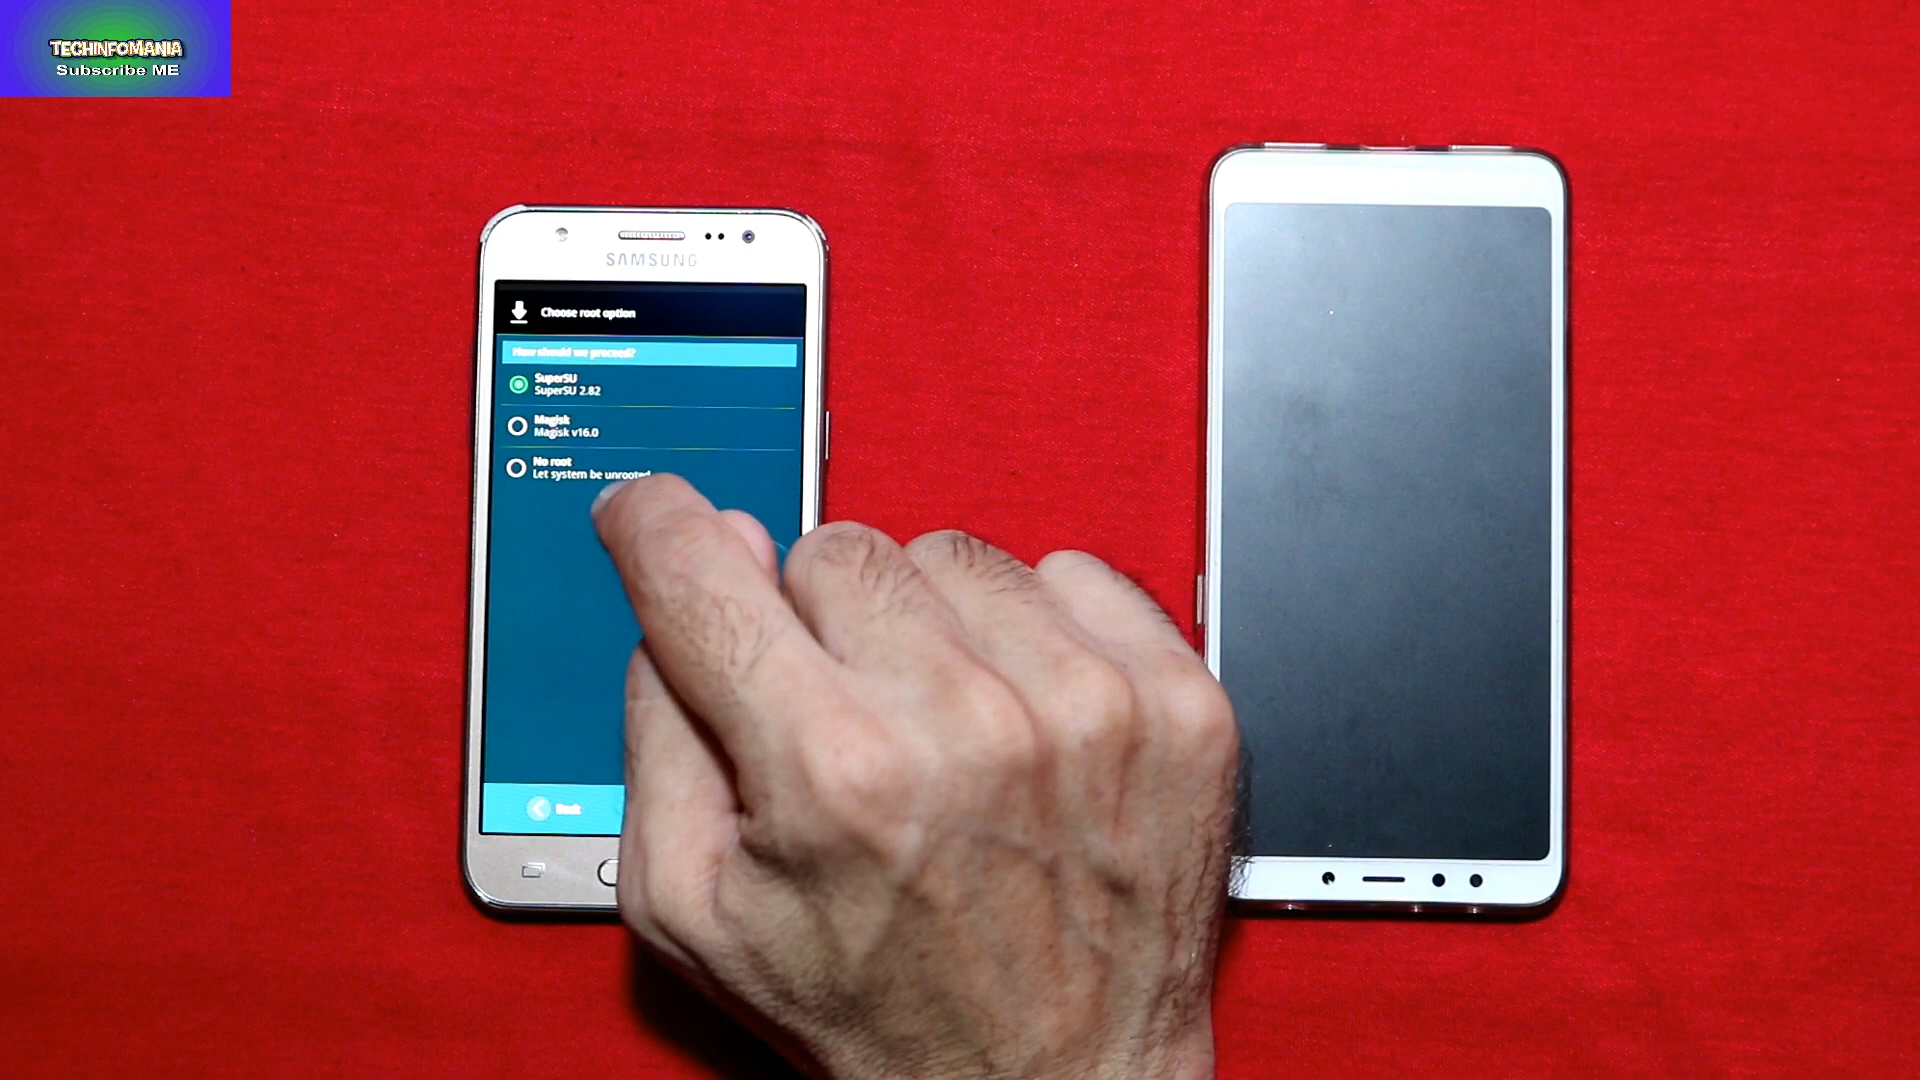 TECHINFOMANIA
Subscribe ME
SAMSUNG
Choose root option
How should we proceed?
SuperSU
SuperSU 2.82
Magisk
Magisk v16.0
No root
Let system be unrooted
Back